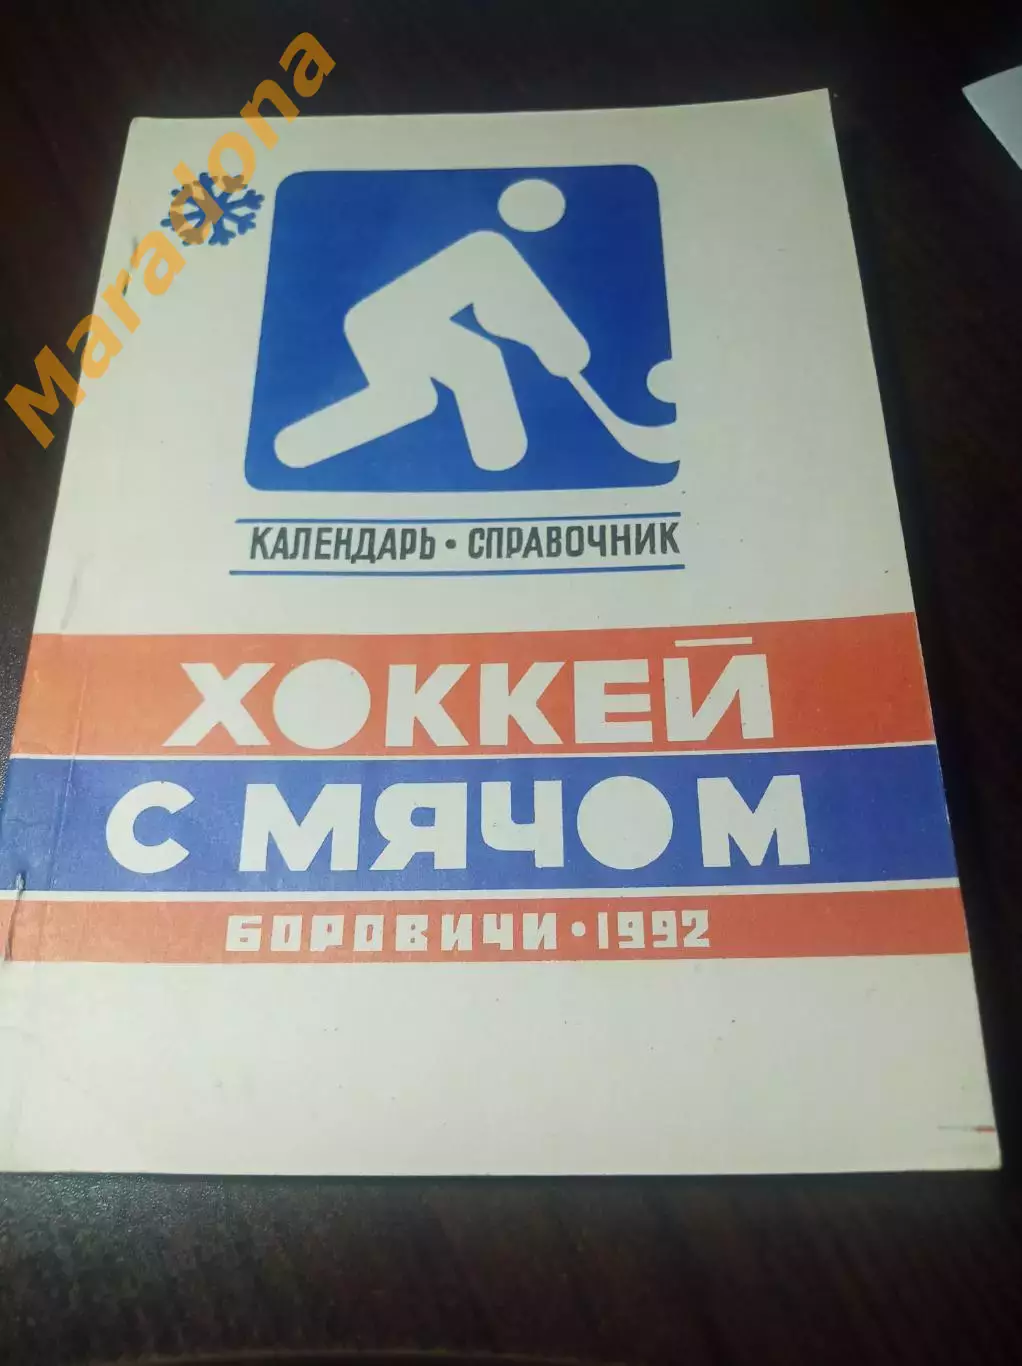 Maradona
КАЛЕНДАРЬ • СПРАВОЧНИК
ХОККЕЙ
С МЯЧОМ
БОРОВИЧИ • 1992